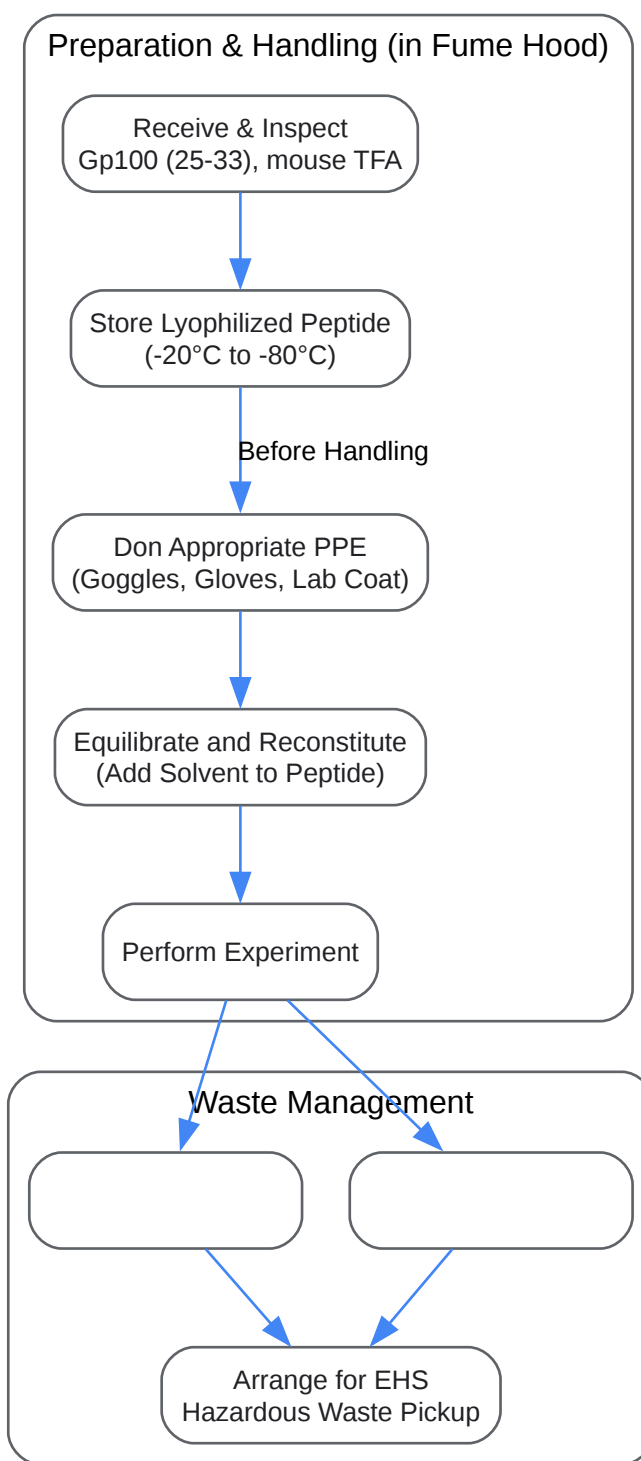 Preparation & Handling (in Fume Hood)
Receive & Inspect
Gp100 (25-33), mouse TFA
Store Lyophilized Peptide
(-20°C to -80°C)
Before Handling
Don Appropriate PPE
(Goggles, Gloves, Lab Coat)
Equilibrate and Reconstitute
(Add Solvent to Peptide)
Perform Experiment
Waste Management
Arrange for EHS
Hazardous Waste Pickup